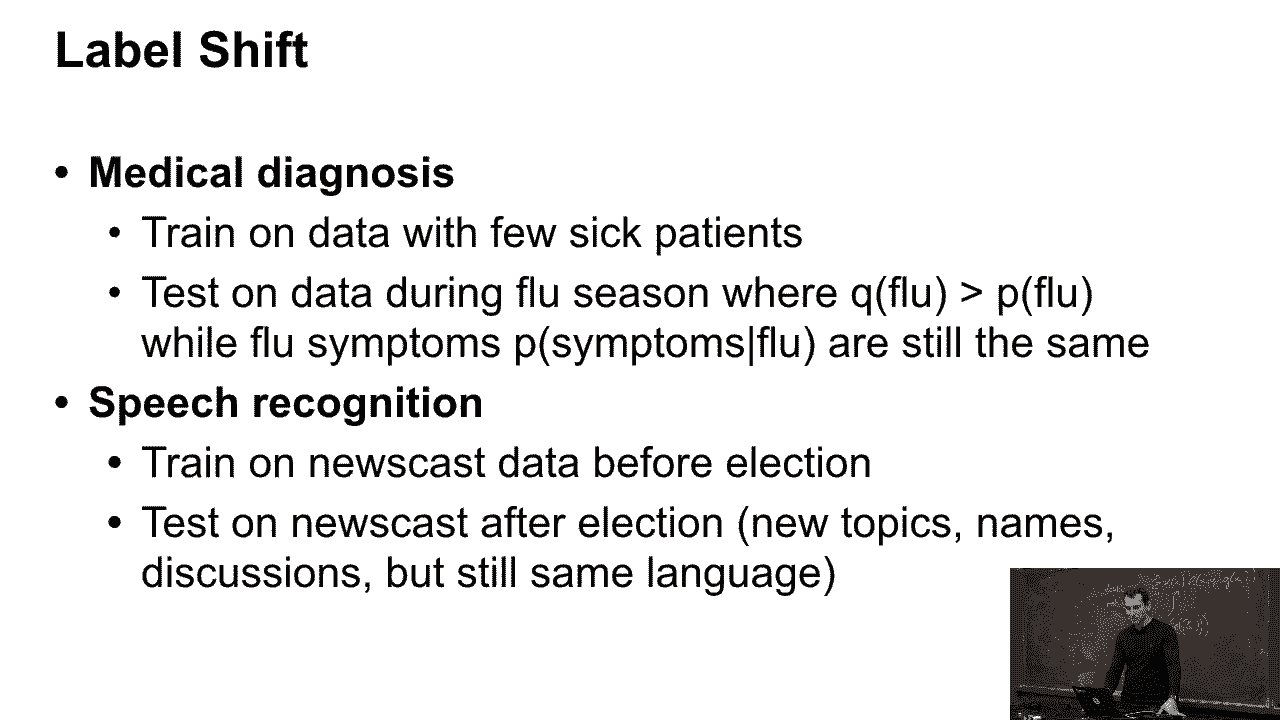 Label Shift
• Medical diagnosis
• Train on data with few sick patients
• Test on data during flu season where q(flu) > p(flu)
while flu symptoms p(symptoms|flu) are still the same
• Speech recognition
• Train on newscast data before election
• Test on newscast after election (new topics, names,
discussions, but still same language)